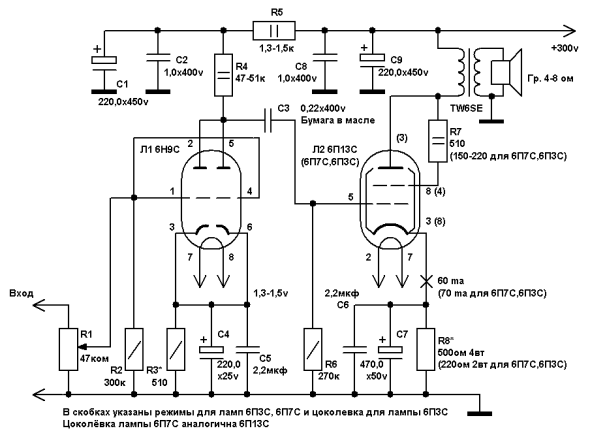 R5
1,3-1,5к
+300v
C1
220,0x450v
C2
1,0x400v
R4
47-51к
C8
1,0x400v
C9
220,0x450v
TW6SE
Гр. 4-8 ом
C3
0,22x400v
Бумага в масле
R7
510
(150-220 для 6П7С,6П3С)
Л1 6Н9С
2
5
1
4
3
6
7
8
Л2 6П13С
(6П7С,6П3С)
(3)
5
8 (4)
3 (8)
2
7
60 ma
(70 ma для 6П7С,6П3С)
Вход
R1
47ком
R2
300к
R3*
510
1,3-1,5v
C4
220,0
x25v
C5
2,2мкф
R6
270к
2,2мкф
C6
C7
470,0
x50v
R8*
500ом 4вт
(220ом 2вт для 6П7С,6П3С)
В скобках указаны режимы для ламп 6П3С, 6П7С и цоколевка для лампы 6П3С
Цоколёвка лампы 6П7С аналогична 6П13С